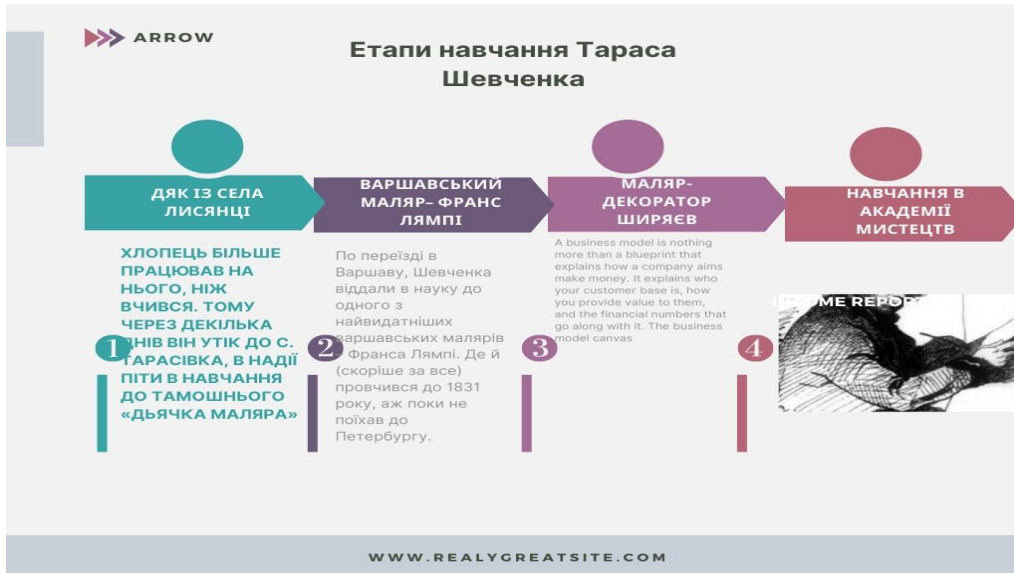 ARROW
Етапи навчання Тараса
Шевченка
ДЯК ІЗ СЕЛА
ЛИСЯНЦІ
ХЛОПЕЦЬ БІЛЬШЕ
ПРАЦЮВАВ НА
НЬОГО, НІЖ
ВЧИВСЯ. ТОМУ
ЧЕРЕЗ ДЕКІЛЬКА
ДНІВ ВІН УТІК ДО С.
ТАРАСІВКА, В НАДІЇ
ПІТИ В НАВЧАННЯ
ДО ТАМОШНЬОГО
«ДЬЯЧКА МАЛЯРА»
1
ВАРШАВСЬКИЙ
МАЛЯР– ФРАНС
ЛЯМПІ
По переїзді в
Варшаву, Шевченка
віддали в науку до
одного з
найвидатніших
варшавських малярів
– Франса Лямпі. Де й
(скоріше за все)
провчився до 1831
року, аж поки не
поїхав до
Петербургу.
2
МАЛЯР-
ДЕКОРАТОР
ШИРЯЄВ
A business model is nothing
more than a blueprint that
explains how a company aims
make money. It explains who
your customer base is, how
you provide value to them,
and the financial numbers that
go along with it. The business
model canvas
3
НАВЧАННЯ В
АКАДЕМІЇ
МИСТЕЦТВ
INCOME REPORT
4
WWW.REALYGREATSITE.COM